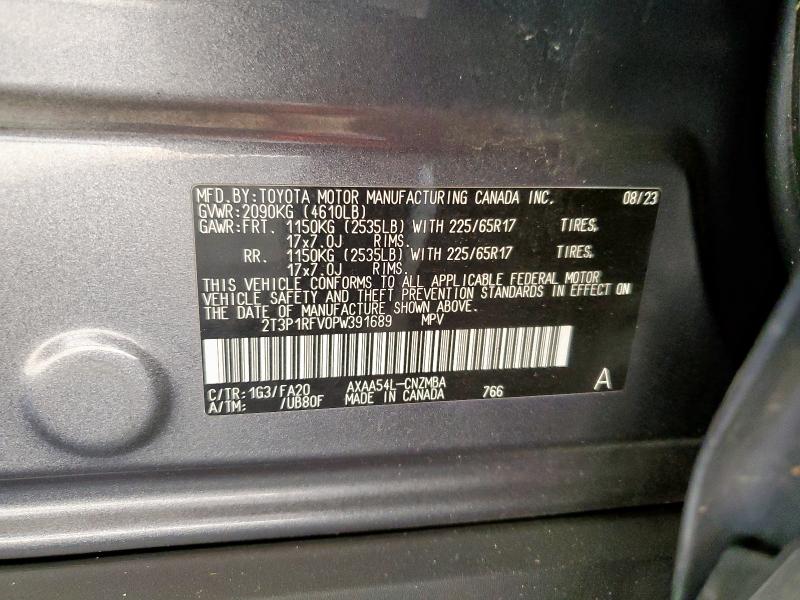 MFD.BY:TOYOTA MOTOR MANUFACTURING CANADA INC. 08/23
GVWR:2090KG (4610LB)
GAWR:FRT. 1150KG (2535LB) WITH 225/65R17 TIRES,
17x7.0J RIMS.
RR. 1150KG (2535LB) WITH 225/65R17 TIRES,
17x7.0J RIMS.
THIS VEHICLE CONFORMS TO ALL APPLICABLE FEDERAL MOTOR
VEHICLE SAFETY AND THEFT PREVENTION STANDARDS IN EFFECT ON
THE DATE OF MANUFACTURE SHOWN ABOVE.
2T3P1RFV0PW391689 MPV
C/TR:1G3/FA20 AXAA54L-CNZMBA 766 A
A/TM: /UB80F MADE IN CANADA